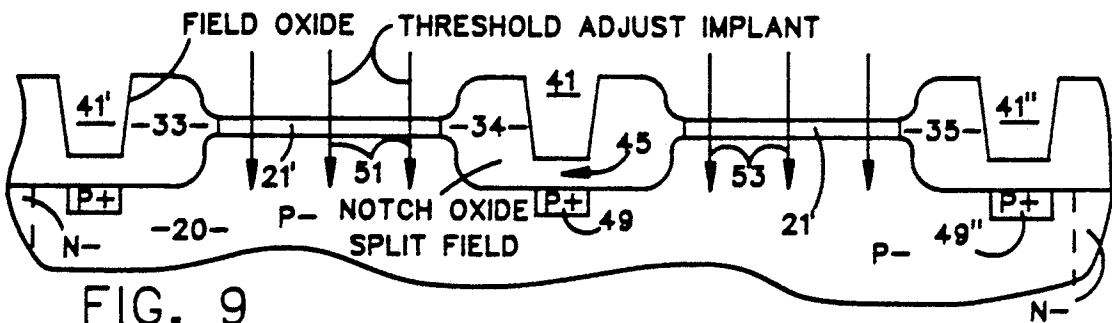 FIELD OXIDE
THRESHOLD ADJUST IMPLANT
41'
41
41"
-33-
-34-
-35-
45
21'
51
53
21'
P+
P+
P+
49
49"
P-
NOTCH OXIDE
SPLIT FIELD
-20-
N-
P-
N-
FIG. 9